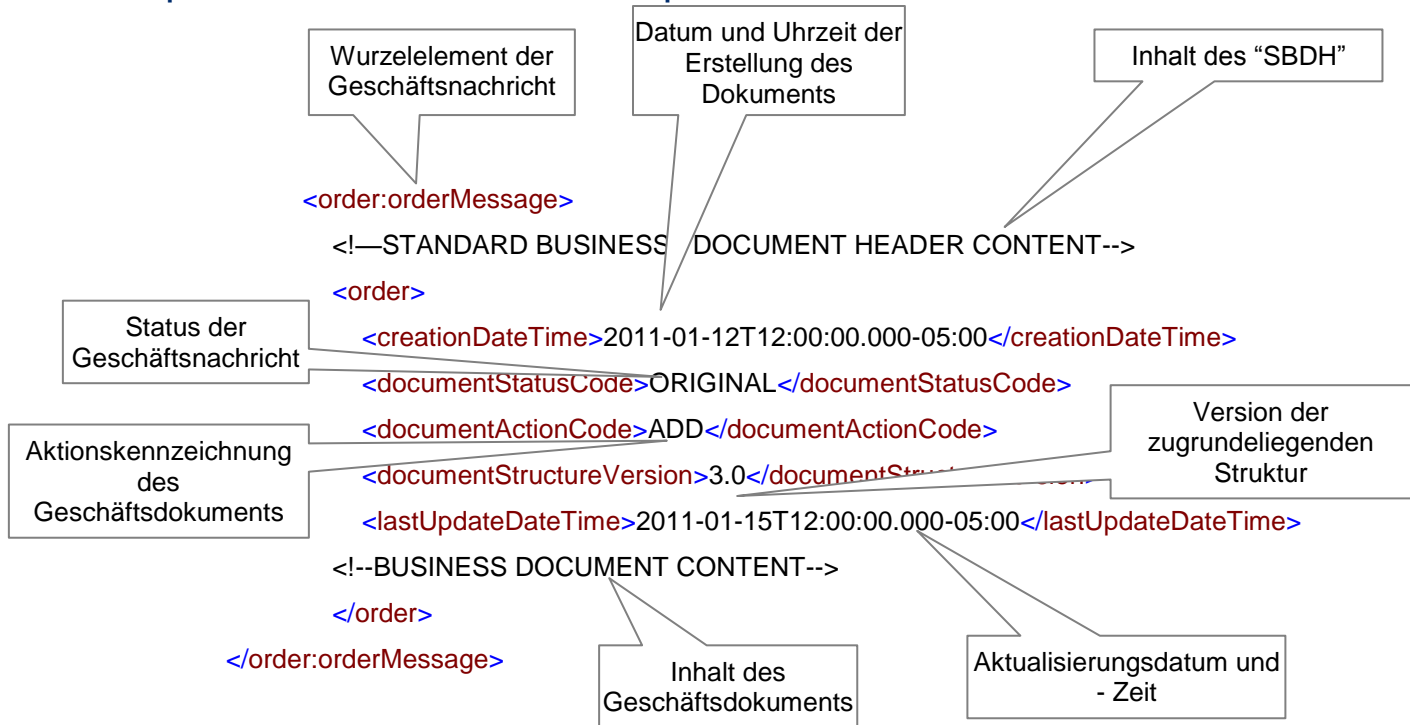 Wurzelelement der
Geschäftsnachricht
Datum und Uhrzeit der
Erstellung des
Dokuments
Inhalt des “SBDH”
<order:orderMessage>
<!—STANDARD BUSINESS DOCUMENT HEADER CONTENT-->
<order>
Status der
Geschäftsnachricht
<creationDateTime>2011-01-12T12:00:00.000-05:00</creationDateTime>
<documentStatusCode>ORIGINAL</documentStatusCode>
Version der
zugrundeliegenden
Struktur
<documentActionCode>ADD</documentActionCode>
Aktionskennzeichnung
des
Geschäftsdokuments
<documentStructureVersion>3.0</documentStructureVersion>
<lastUpdateDateTime>2011-01-15T12:00:00.000-05:00</lastUpdateDateTime>
<!--BUSINESS DOCUMENT CONTENT-->
</order>
</order:orderMessage>
Inhalt des
Geschäftsdokuments
Aktualisierungsdatum und
- Zeit